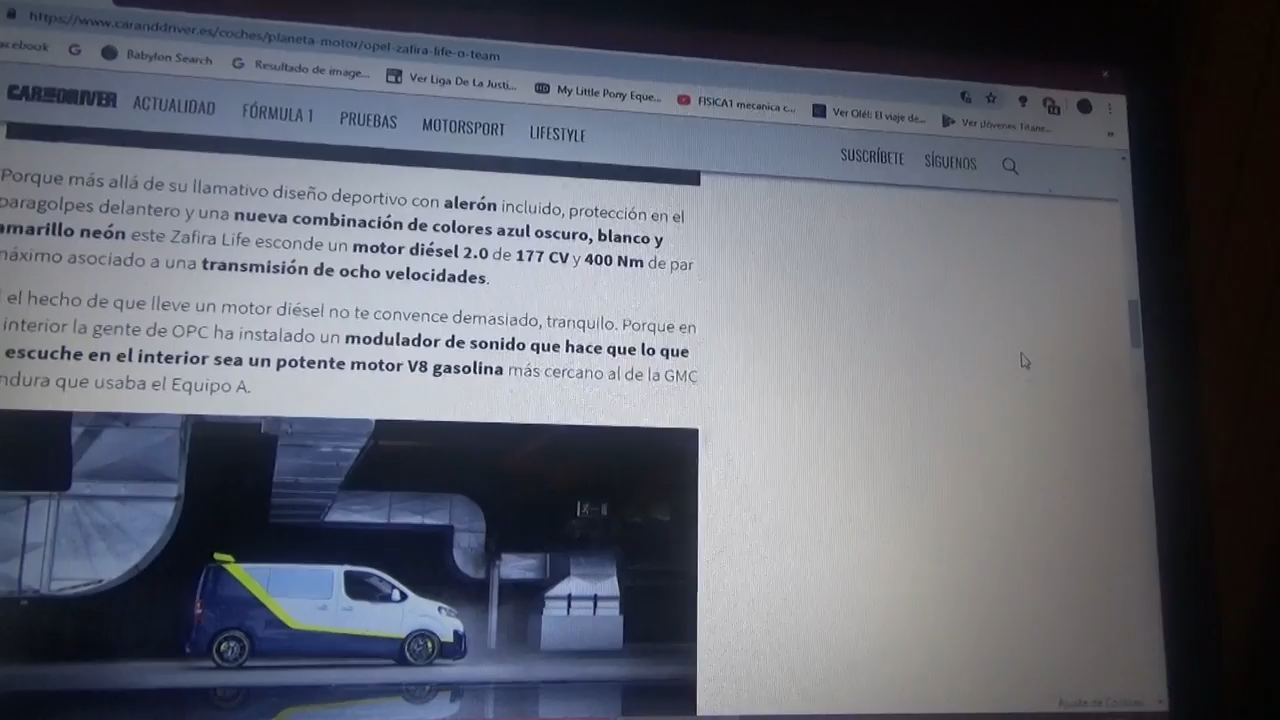 https://www.caranddriver.es/coches/planeta-motor/opel-zafira-life-o-team
acebook Babylon Search Resultado de image... Ver Liga De La Justi... My Little Pony Eque... FISICA1 mecanica c... Ver Olé!: El viaje de... Ver Jóvenes Titane...
CAR AND DRIVER ACTUALIDAD FÓRMULA 1 PRUEBAS MOTORSPORT LIFESTYLE SUSCRÍBETE SÍGUENOS
Porque más allá de su llamativo diseño deportivo con alerón incluido, protección en el
paragolpes delantero y una nueva combinación de colores azul oscuro, blanco y
amarillo neón este Zafira Life esconde un motor diésel 2.0 de 177 CV y 400 Nm de par
máximo asociado a una transmisión de ocho velocidades.
el hecho de que lleve un motor diésel no te convence demasiado, tranquilo. Porque en
interior la gente de OPC ha instalado un modulador de sonido que hace que lo que
escuche en el interior sea un potente motor V8 gasolina más cercano al de la GMC
ndura que usaba el Equipo A.
Ajuste de Cookies